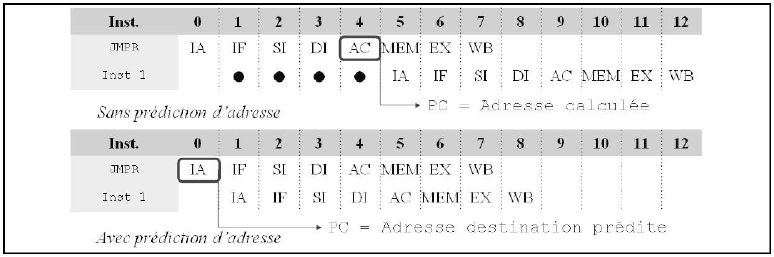 Inst. 0 1 2 3 4 5 6 7 8 9 10 11 12
JMPR IA IF SI DI AC MEM EX WB
Inst 1 ● ● ● ● IA IF SI DI AC MEM EX WB
Sans prédiction d'adresse PC = Adresse calculée
Inst. 0 1 2 3 4 5 6 7 8 9 10 11 12
JMPR IA IF SI DI AC MEM EX WB
Inst 1 IA IF SI DI AC MEM EX WB
Avec prédiction d'adresse PC = Adresse destination prédite